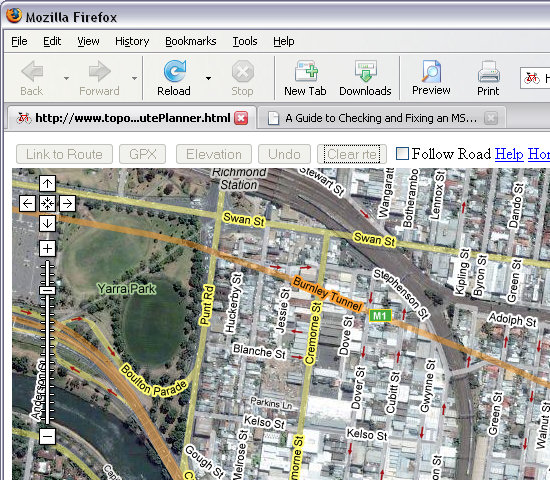 Mozilla Firefox
File Edit View History Bookmarks Tools Help
Back Forward Reload Stop New Tab Downloads Preview Print H
http://www.topo...utePlanner.html A Guide to Checking and Fixing an MS...
Link to Route GPX Elevation Undo Clear rte Follow Road Help Hor
Richmond
Station
Stewart St
Wangaratt
Botherambo
Lennox St
Dando St
Swan St
Swan St
Kipling St
Byron St
Green St
Yarra Park
Punt Rd
Burnley Tunnel
Stephenson St
M1
Adolph St
Huckerby St
Jessie St
Cremorne St
Dove St
Blanche St
Boulton Parade
Anderson St
Dover St
Cubitt St
Gwynne St
Parkins Ln
Kelso St
Kelso St
Green St
Walnut St
Gough St
Melrose St
Cremorne St